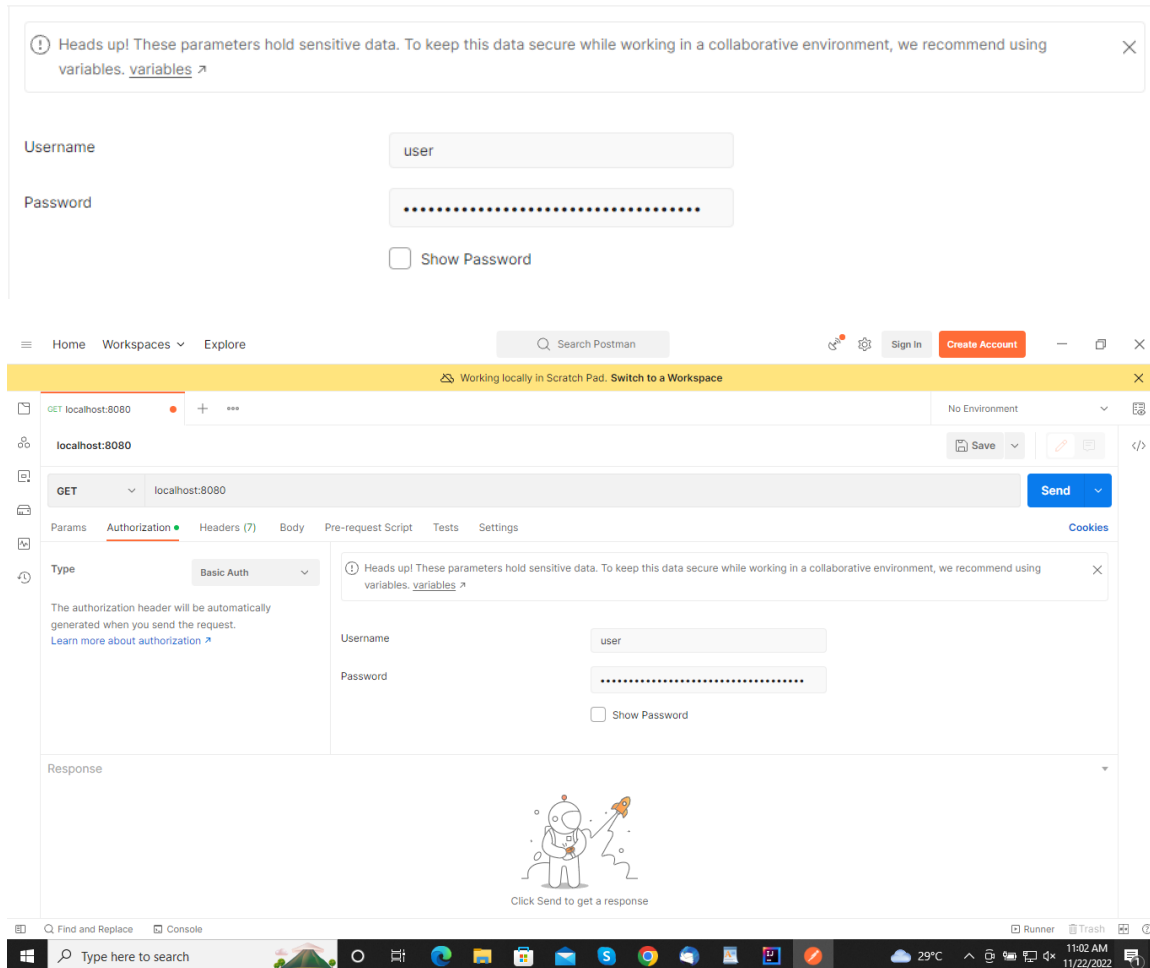 Heads up! These parameters hold sensitive data. To keep this data secure while working in a collaborative environment, we recommend using
variables. variables ↗
Username
user
Password
••••••••••••••••••••••••••••••••••••
Show Password
Home Workspaces Explore Search Postman Sign In Create Account
Working locally in Scratch Pad. Switch to a Workspace
GET localhost:8080 No Environment
localhost:8080 Save
GET localhost:8080 Send
Params Authorization Headers (7) Body Pre-request Script Tests Settings Cookies
Type Basic Auth
The authorization header will be automatically
generated when you send the request.
Learn more about authorization ↗
Heads up! These parameters hold sensitive data. To keep this data secure while working in a collaborative environment, we recommend using
variables. variables ↗
Username user
Password ••••••••••••••••••••••••••••••••••••
Show Password
Response
Click Send to get a response
Find and Replace Console Runner Trash
Type here to search 29°C 11:02 AM
11/22/2022